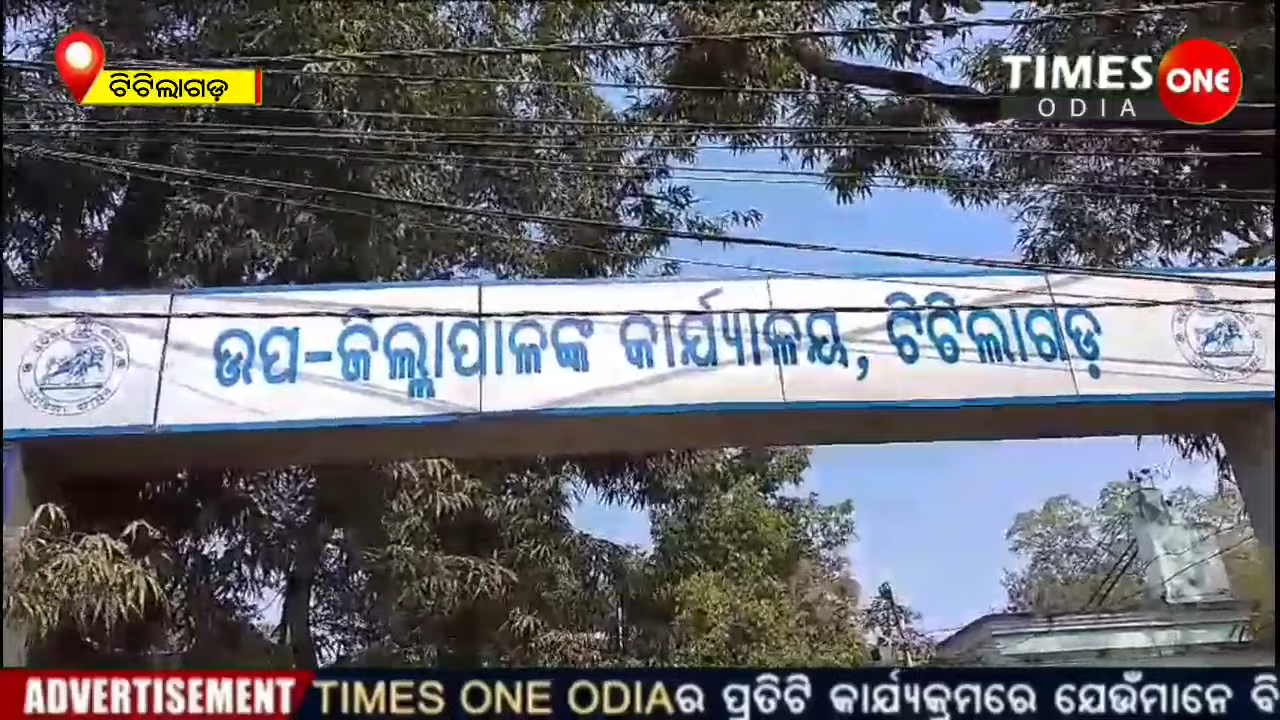 ଟିଟିଲାଗଡ଼
TIMES ONE
ODIA
ଉପ-ଜିଲ୍ଲାପାଳଙ୍କ କାର୍ଯ୍ୟାଳୟ, ଟିଟିଲାଗଡ଼
ADVERTISEMENT TIMES ONE ODIAର ପ୍ରତିଟି କାର୍ଯ୍ୟକ୍ରମରେ ଯେଉଁମାନେ ବି